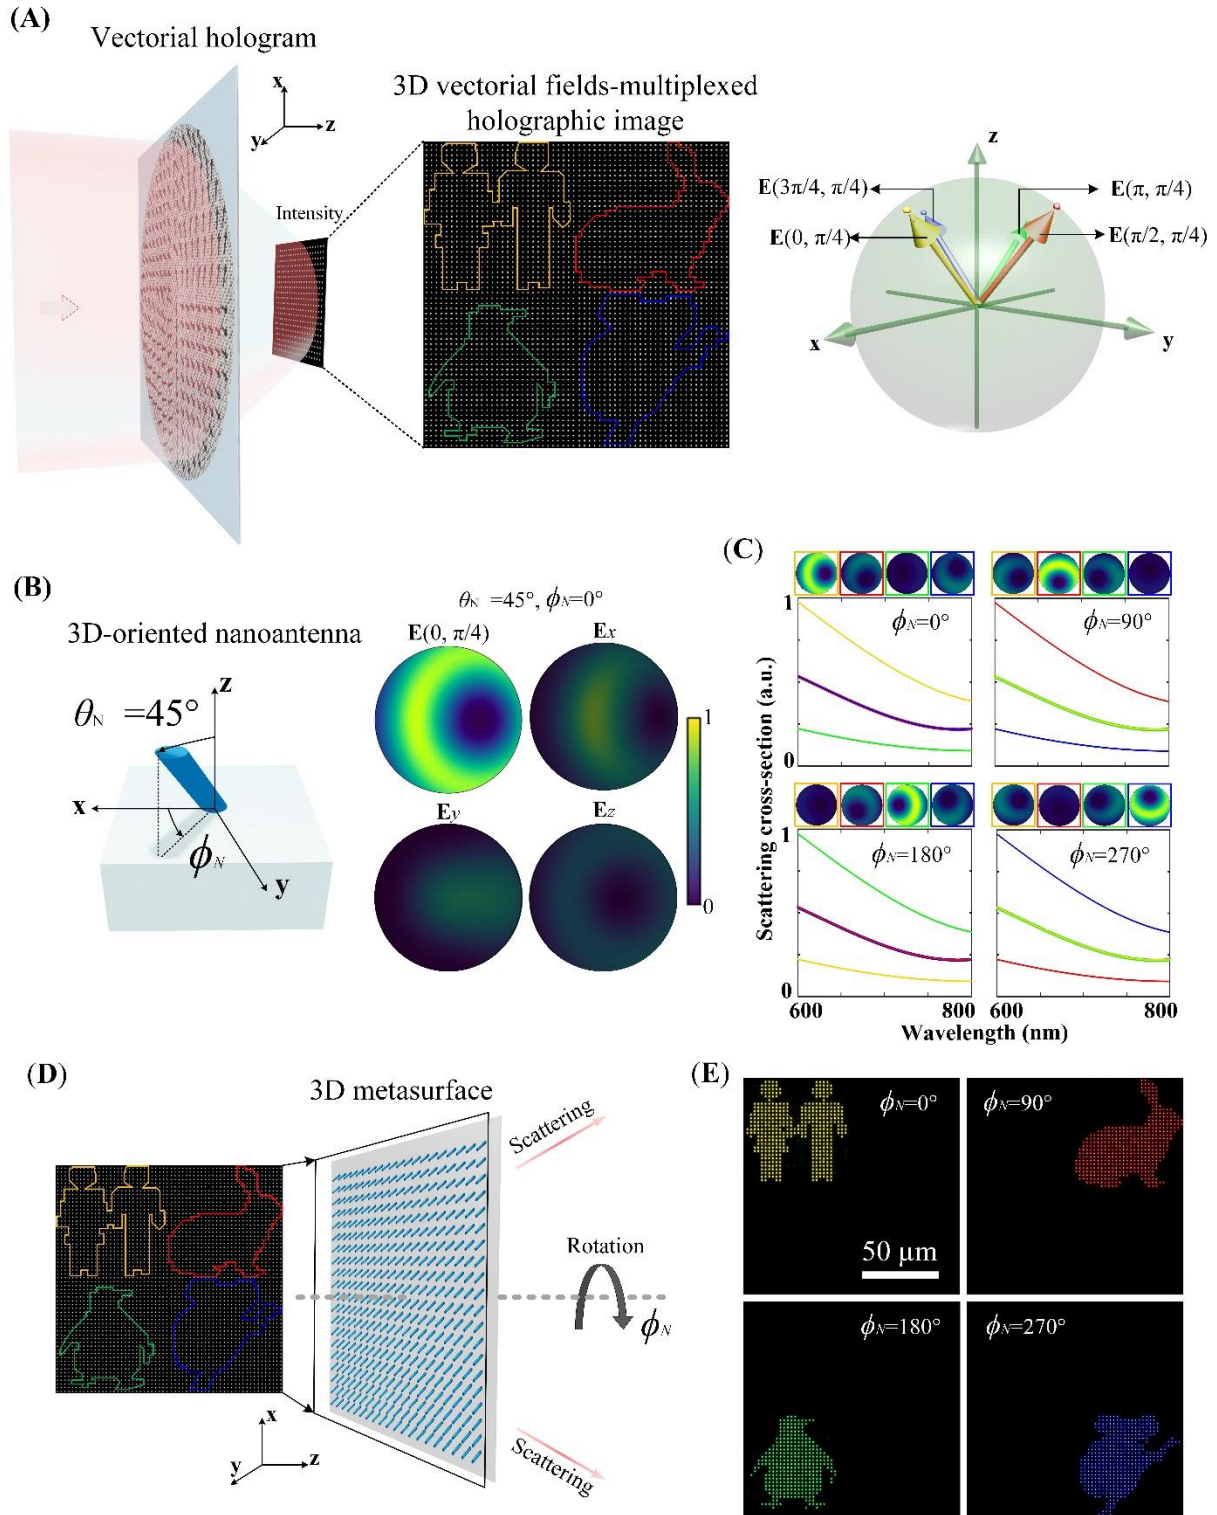 (A)
Vectorial hologram
x
y
z
Intensity
3D vectorial fields-multiplexed
holographic image
z
E(3π/4, π/4)
E(π, π/4)
E(0, π/4)
E(π/2, π/4)
x
y
(B)
3D-oriented nanoantenna
z
θN =45°
x
ϕN
y
θN =45°, ϕN=0°
E(0, π/4)
Ex
Ey
Ez
1
0
(C)
Scattering cross-section (a.u.)
1
0
ϕN=0°
ϕN=90°
1
0
ϕN=180°
ϕN=270°
600
800
600
800
Wavelength (nm)
(D)
3D metasurface
Scattering
Rotation
ϕN
Scattering
x
y
z
(E)
ϕN=0°
ϕN=90°
50 µm
ϕN=180°
ϕN=270°